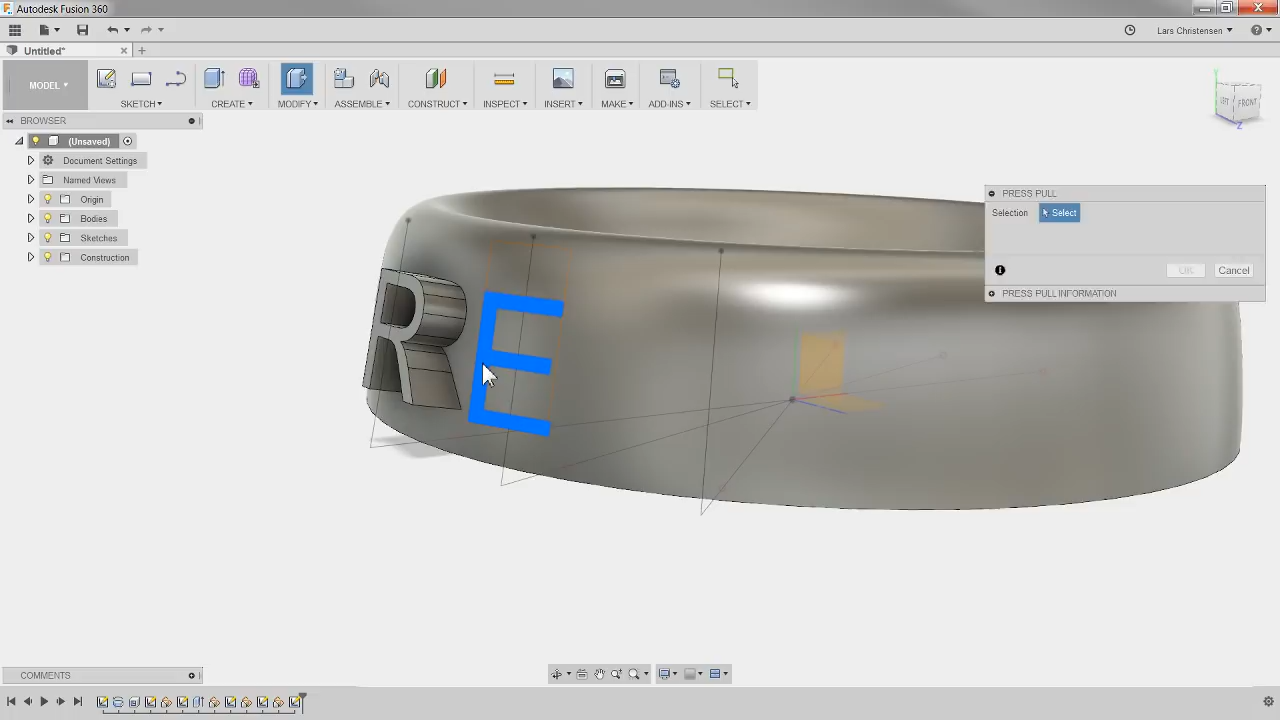 Autodesk Fusion 360
Untitled*
Lars Christensen
MODEL
SKETCH
CREATE
MODIFY
ASSEMBLE
CONSTRUCT
INSPECT
INSERT
MAKE
ADD-INS
SELECT
BROWSER
(Unsaved)
Document Settings
Named Views
Origin
Bodies
Sketches
Construction
LEFT
FRONT
Z
PRESS PULL
Selection Select
OK Cancel
PRESS PULL INFORMATION
R E
COMMENTS